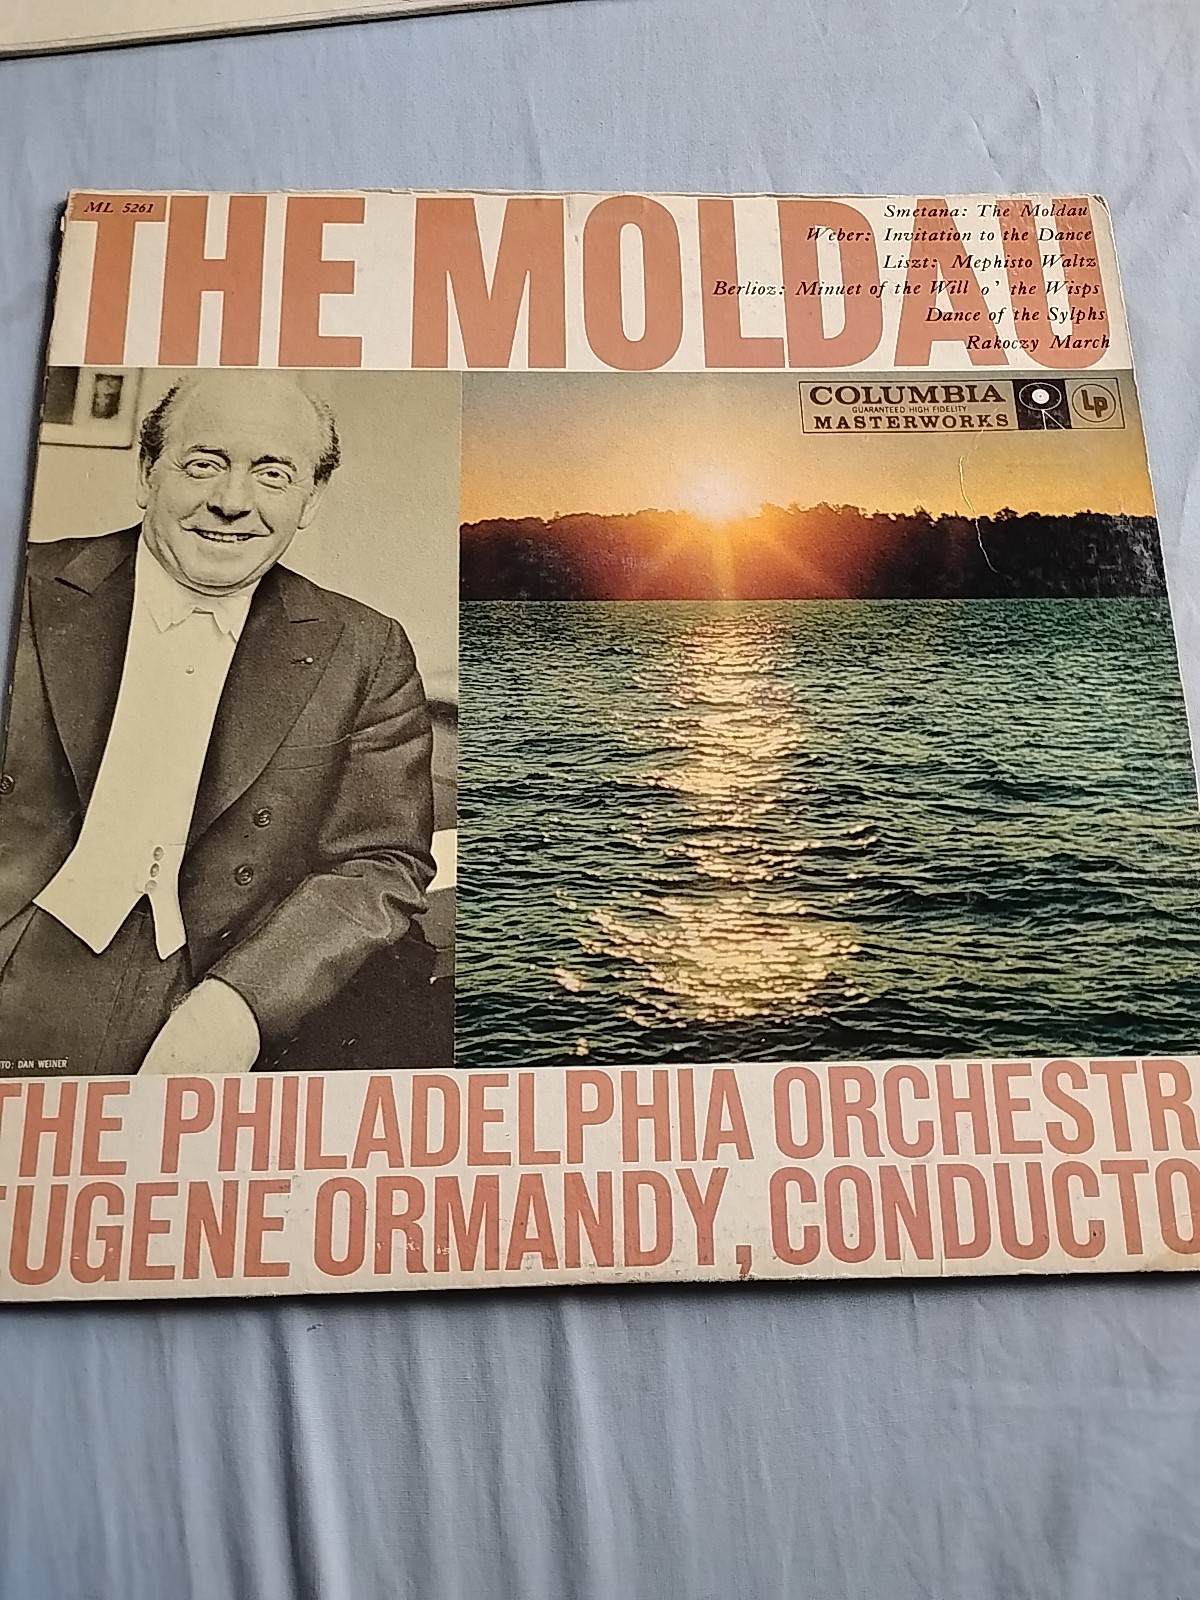 ML 5261
THE MOLDAU
Smetana: The Moldau
Weber: Invitation to the Dance
Liszt: Mephisto Waltz
Berlioz: Minuet of the Will o' the Wisps
Dance of the Sylphs
Rakoczy March
COLUMBIA
GUARANTEED HIGH FIDELITY
MASTERWORKS
LP
TO: DAN WEINER
THE PHILADELPHIA ORCHESTR
EUGENE ORMANDY, CONDUCTO